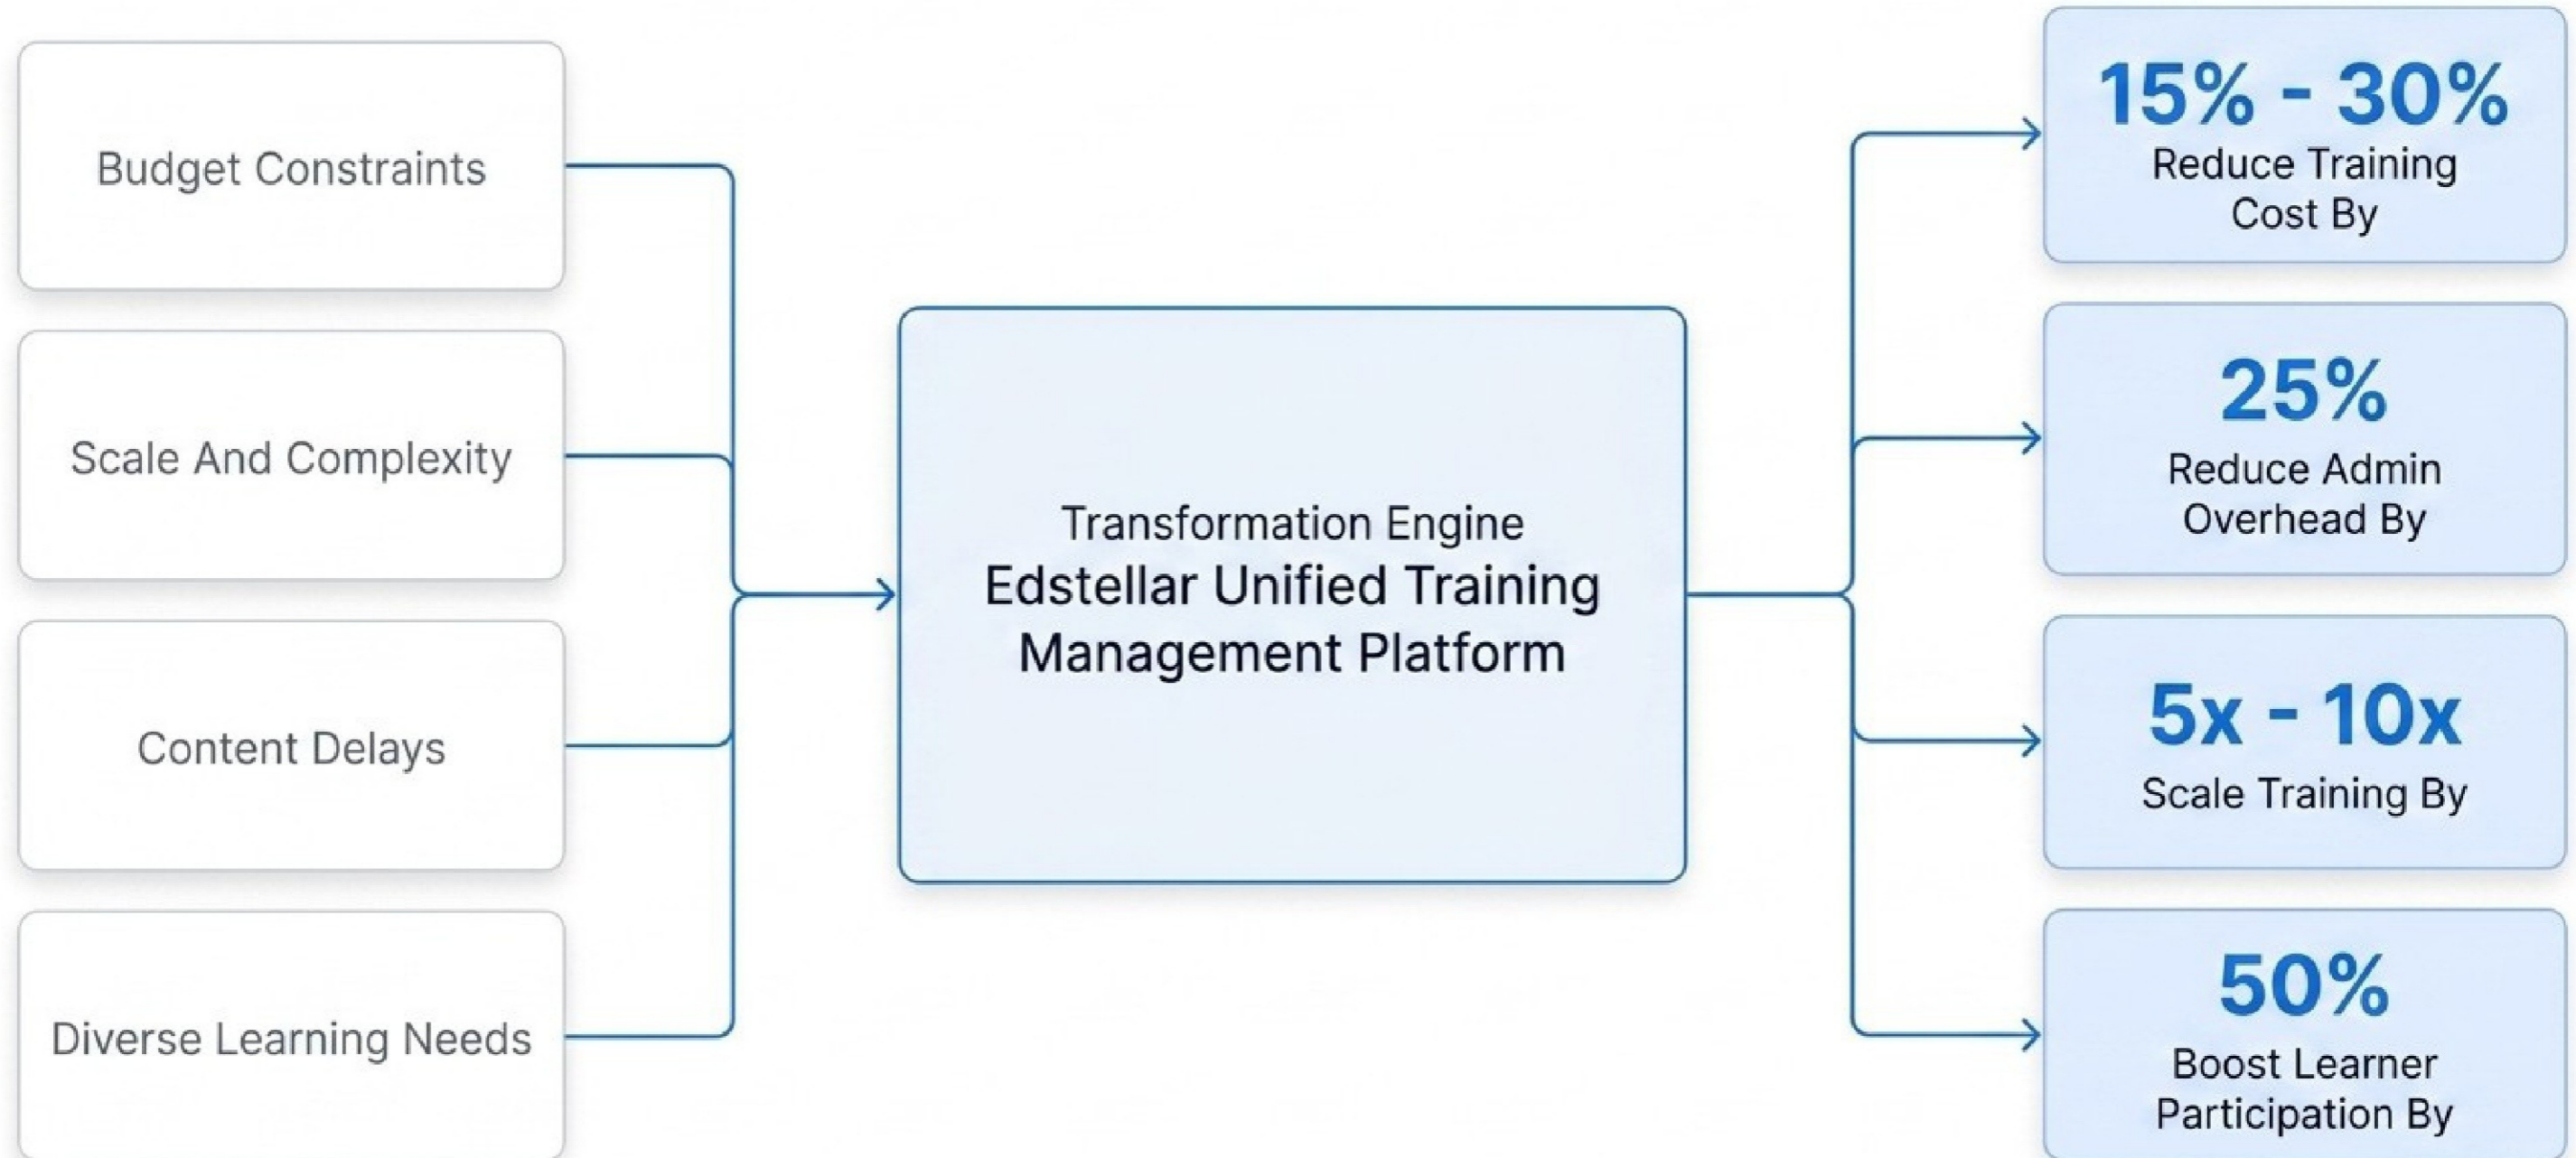 Budget Constraints
Scale And Complexity
Content Delays
Diverse Learning Needs
Transformation Engine
Edstellar Unified Training
Management Platform
15% - 30%
Reduce Training
Cost By
25%
Reduce Admin
Overhead By
5x - 10x
Scale Training By
50%
Boost Learner
Participation By